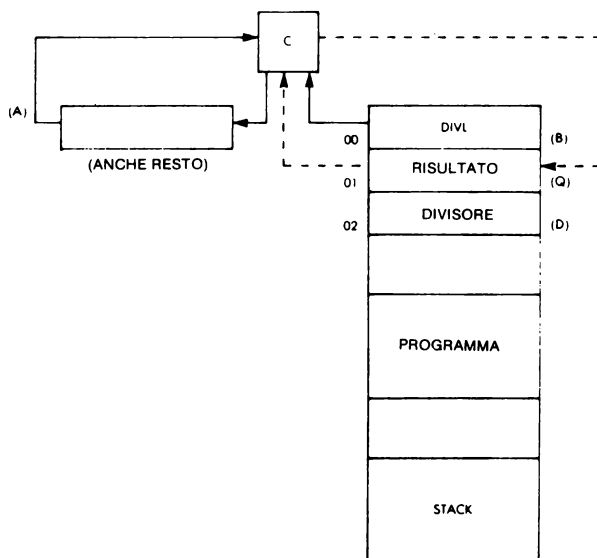 C
(A)
(ANCHE RESTO)
00 DIVL (B)
01 RISULTATO (Q)
02 DIVISORE (D)
PROGRAMMA
STACK